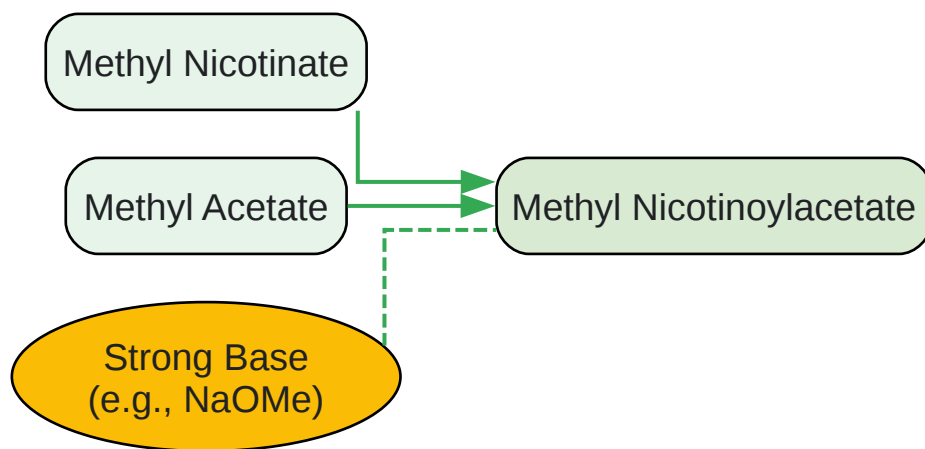 Methyl Nicotinate
Methyl Acetate
Methyl Nicotinoylacetate
Strong Base
(e.g., NaOMe)